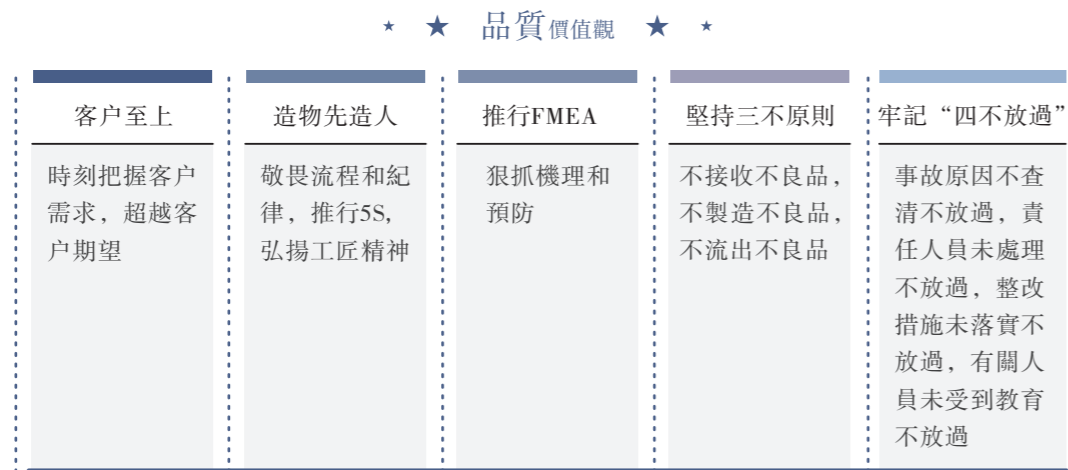 品質價值觀
客户至上
時刻把握客户
需求，超越客
户期望
造物先造人
敬畏流程和紀
律，推行5S,
弘揚工匠精神
推行FMEA
狠抓機理和
預防
堅持三不原則
不接收不良品，
不製造不良品，
不流出不良品
牢記“四不放過”
事故原因不查
清不放過，責
任人員未處理
不放過，整改
措施未落實不
放過，有關人
員未受到教育
不放過